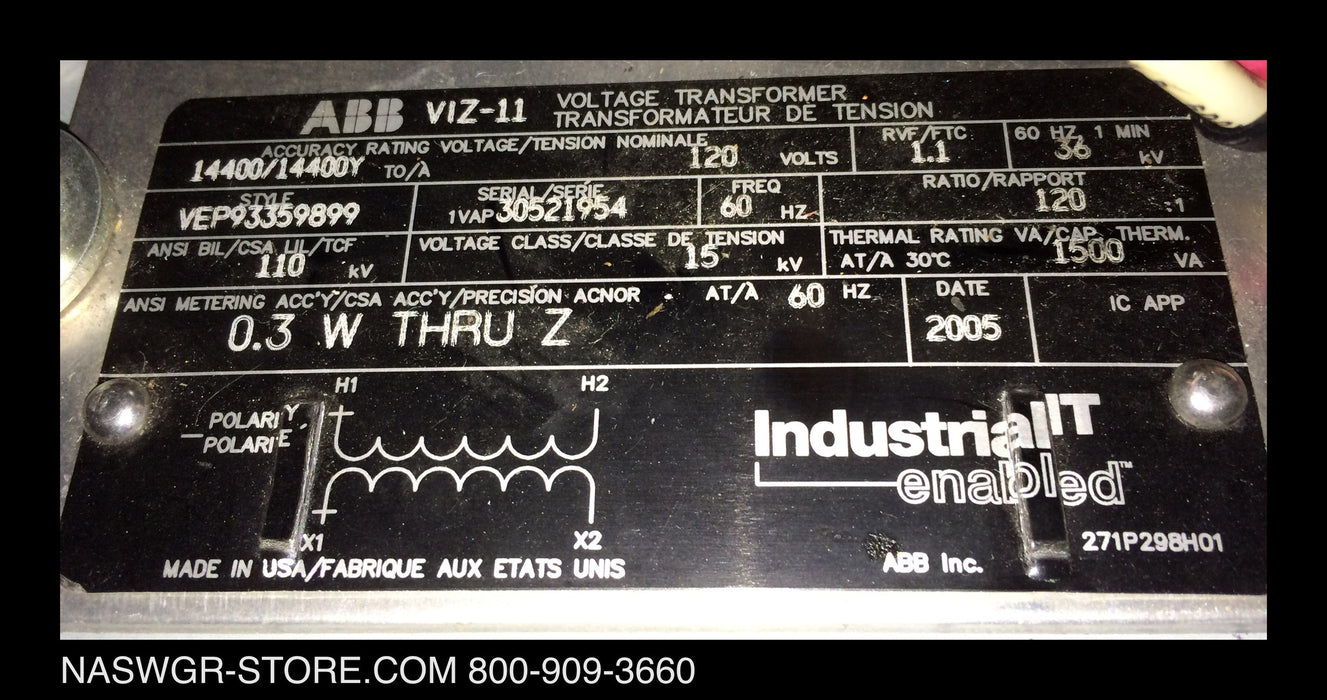 ABB VIZ-11 VOLTAGE TRANSFORMER
TRANSFORMATEUR DE TENSION
ACCURACY RATING VOLTAGE/TENSION NOMINALE
14400/14400Y TO/À 120 VOLTS
RVF/FTC
1.1
60 HZ, 1 MIN
36 kV
STYLE
VEP93359899
SERIAL/SERIE
1VAP30521954
FREQ
60 HZ
RATIO/RAPPORT
120 :1
ANSI BIL/CSA LIL/TCF
110 kV
VOLTAGE CLASS/CLASSE DE TENSION
15 kV
THERMAL RATING VA/CAP. THERM.
AT/À 30°C 1500 VA
ANSI METERING ACC'Y/CSA ACC'Y/PRECISION ACNOR AT/À 60 HZ
0.3 W THRU Z
DATE
2005
IC APP
H1 H2
POLARITY
POLARITE
X1 X2
MADE IN USA/FABRIQUE AUX ETATS UNIS
IndustrialIT
enabled™
ABB Inc.
271P298H01
NASWGR-STORE.COM 800-909-3660